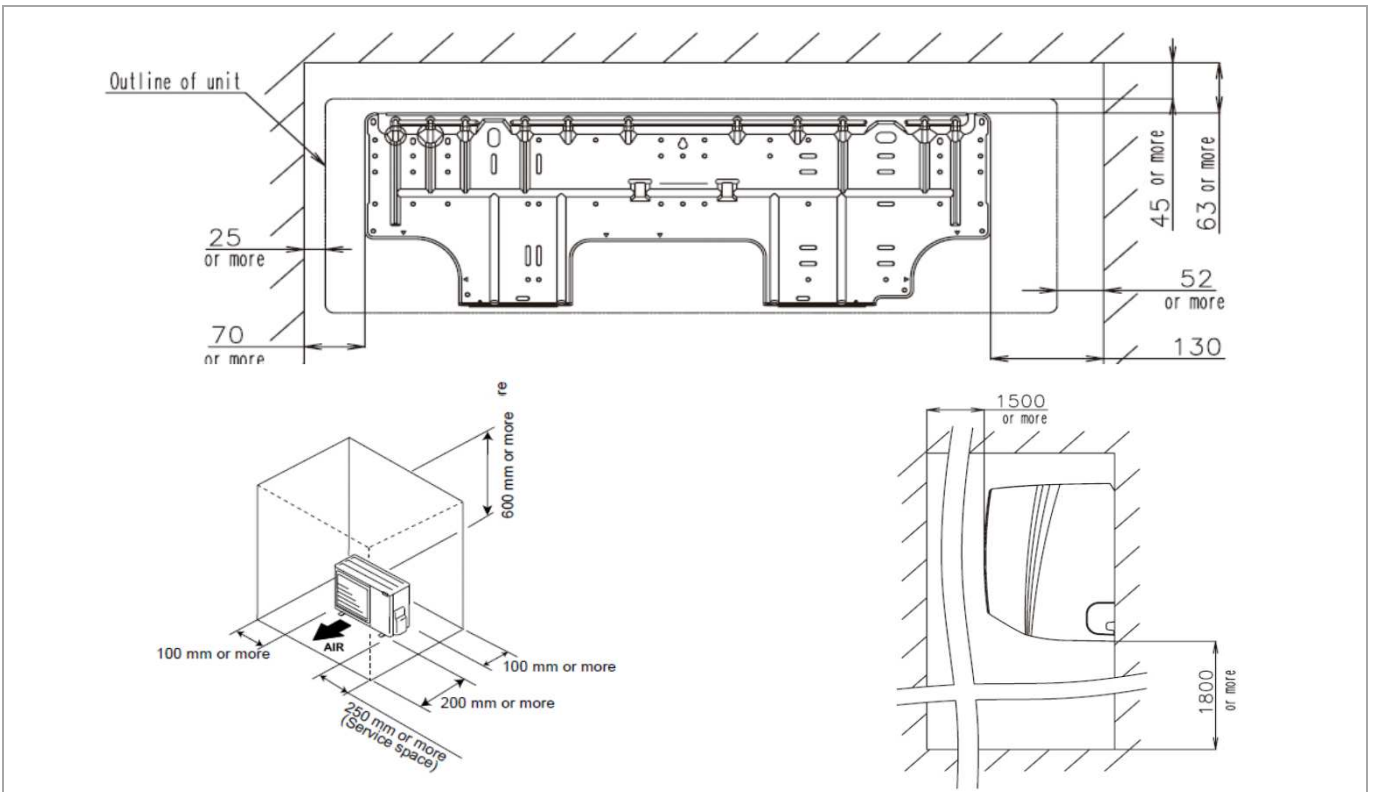 Outline of unit
45 or more
63 or more
25
or more
52
or more
70
or more
130
re
600 mm or more
1500
or more
AIR
100 mm or more
100 mm or more
200 mm or more
250 mm or more
(Service space)
1800
or more